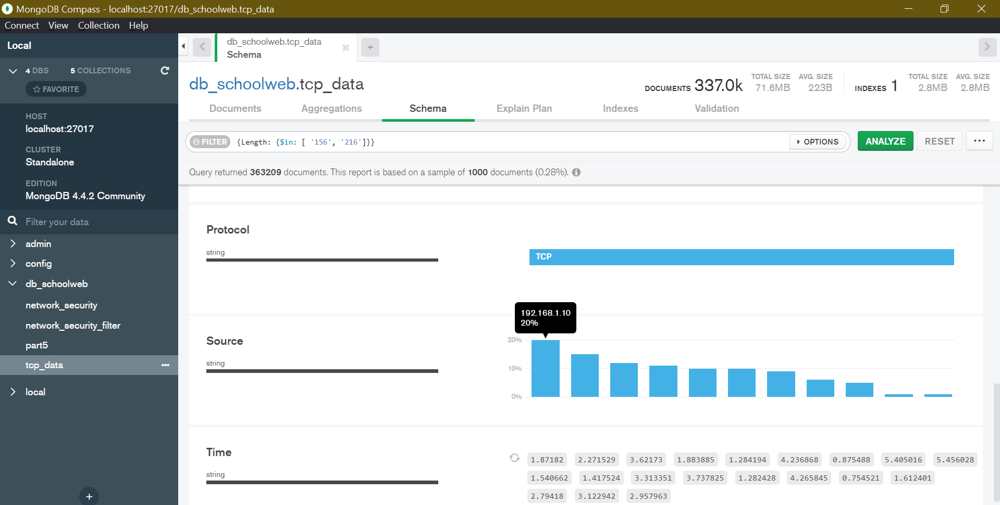 MongoDB Compass - localhost:27017/db_schoolweb.tcp_data
Connect View Collection Help
Local
4 DBS 5 COLLECTIONS
FAVORITE
HOST
localhost:27017
CLUSTER
Standalone
EDITION
MongoDB 4.4.2 Community
Filter your data
admin
config
db_schoolweb
network_security
network_security_filter
part5
tcp_data
local
+
db_schoolweb.tcp_data
Schema
+
db_schoolweb.tcp_data
DOCUMENTS 337.0k TOTAL SIZE 71.6MB AVG. SIZE 223B INDEXES 1 TOTAL SIZE 2.8MB AVG. SIZE 2.8MB
Documents Aggregations Schema Explain Plan Indexes Validation
FILTER {Length: {$in: [ '156', '216']}} OPTIONS ANALYZE RESET ...
Query returned 363209 documents. This report is based on a sample of 1000 documents (0.28%).
Protocol
string
TCP
Source
string
192.168.1.10
20%
20%
10%
0%
Time
string
1.87182 2.271529 3.62173 1.883885 1.284194 4.236868 0.875488 5.405016 5.456028
1.540662 1.417524 3.313351 3.737825 1.282428 4.265845 0.754521 1.612401
2.79418 3.122942 2.957963